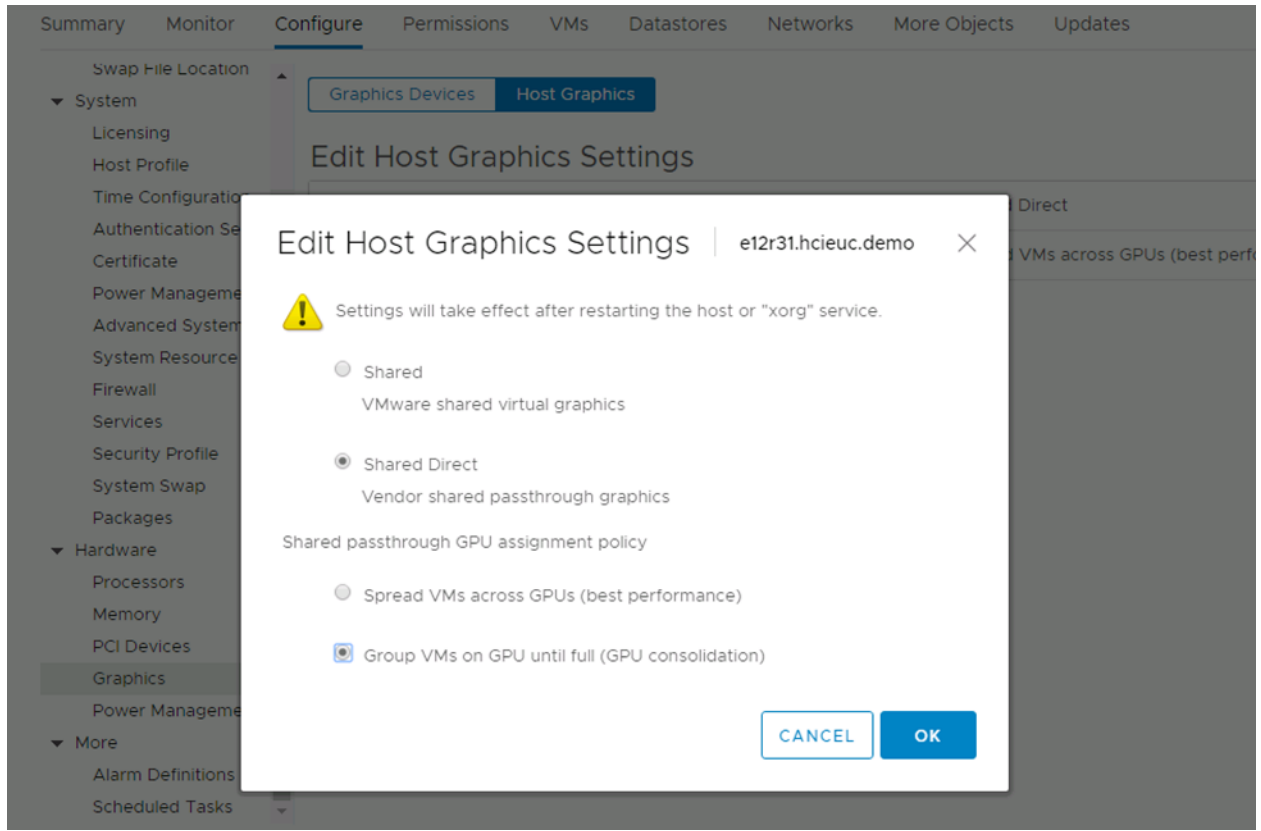 Summary Monitor Configure Permissions VMs Datastores Networks More Objects Updates
Swap File Location
System
Licensing
Host Profile
Time Configuratio
Authentication Se
Certificate
Power Manageme
Advanced System
System Resource
Firewall
Services
Security Profile
System Swap
Packages
Hardware
Processors
Memory
PCI Devices
Graphics
Power Manageme
More
Alarm Definitions
Scheduled Tasks
Graphics Devices Host Graphics
Edit Host Graphics Settings
Direct
VMs across GPUs (best perfo
Edit Host Graphics Settings e12r31.hcieuc.demo
Settings will take effect after restarting the host or "xorg" service.
Shared
VMware shared virtual graphics
Shared Direct
Vendor shared passthrough graphics
Shared passthrough GPU assignment policy
Spread VMs across GPUs (best performance)
Group VMs on GPU until full (GPU consolidation)
CANCEL OK